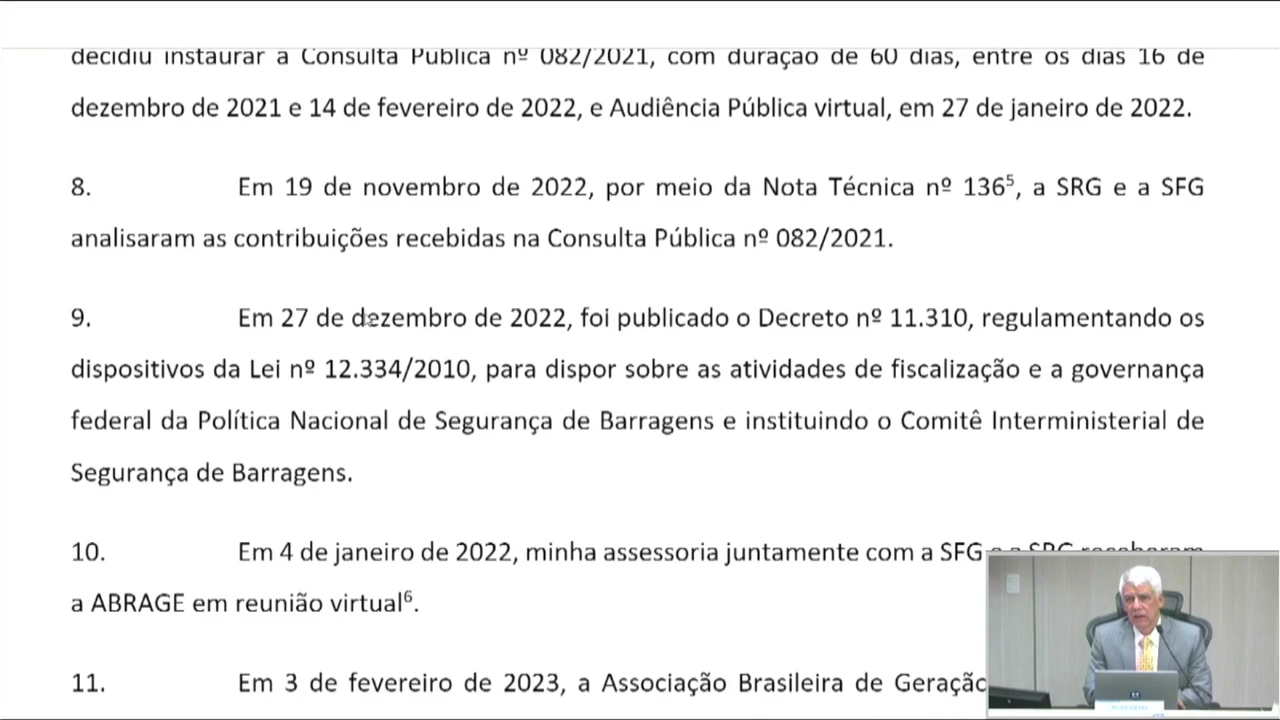 decidiu instaurar a Consulta Pública nº 082/2021, com duração de 60 dias, entre os dias 16 de
dezembro de 2021 e 14 de fevereiro de 2022, e Audiência Pública virtual, em 27 de janeiro de 2022.
8. Em 19 de novembro de 2022, por meio da Nota Técnica nº 136⁵, a SRG e a SFG
analisaram as contribuições recebidas na Consulta Pública nº 082/2021.
9. Em 27 de dezembro de 2022, foi publicado o Decreto nº 11.310, regulamentando os
dispositivos da Lei nº 12.334/2010, para dispor sobre as atividades de fiscalização e a governança
federal da Política Nacional de Segurança de Barragens e instituindo o Comitê Interministerial de
Segurança de Barragens.
10. Em 4 de janeiro de 2022, minha assessoria juntamente com a SFG e a SRG receberam
a ABRAGE em reunião virtual⁶.
11. Em 3 de fevereiro de 2023, a Associação Brasileira de Geração